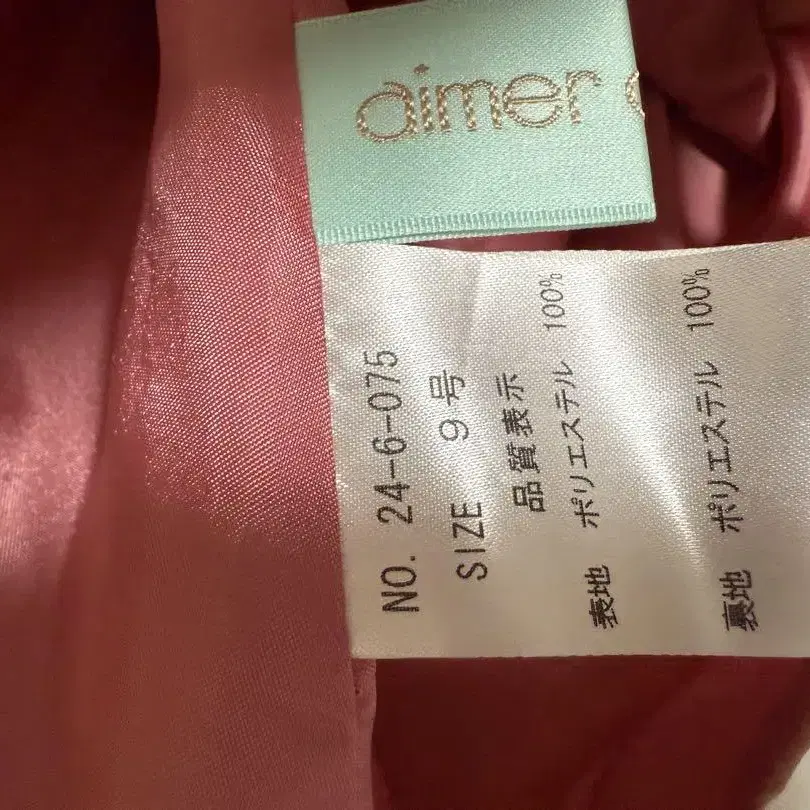 aimer
NO. 24-6-075
SIZE 9号
品質表示
表地 ポリエステル 100%
裏地 ポリエステル 100%